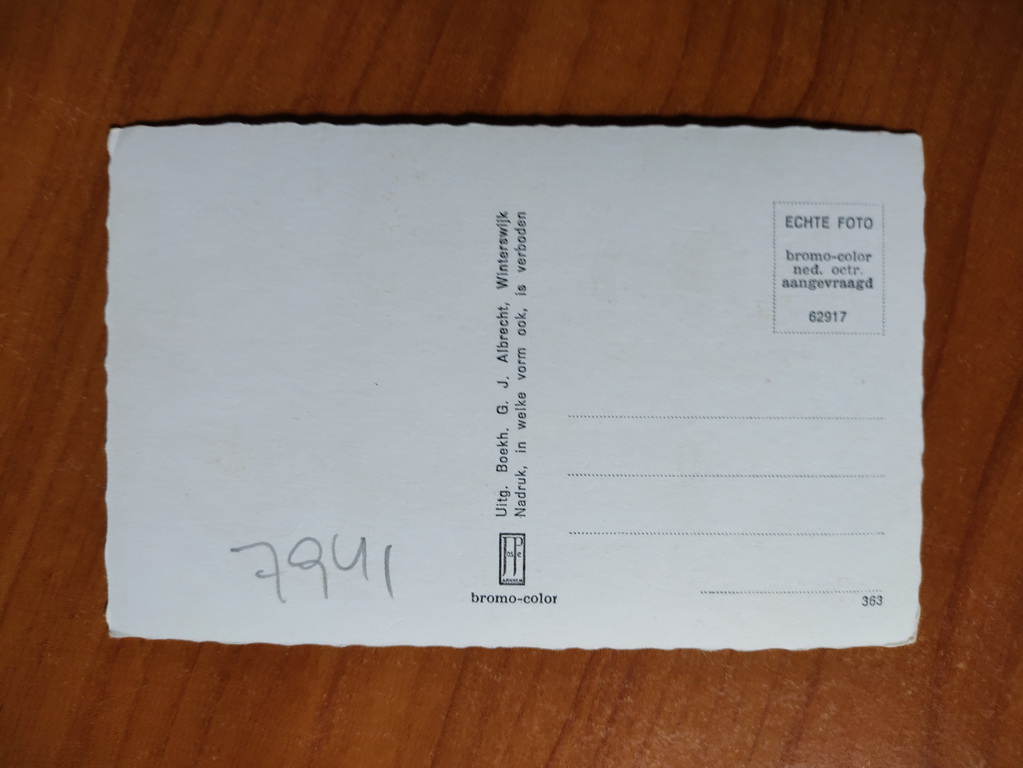 ECHTE FOTO
bromo-color
ned. octr.
aangevraagd
62917
Uitg. Boekh. G. J. Albrecht, Winterswijk
Nadruk, in welke vorm ook, is verboden
ARNHEM
bromo-color
363
7941